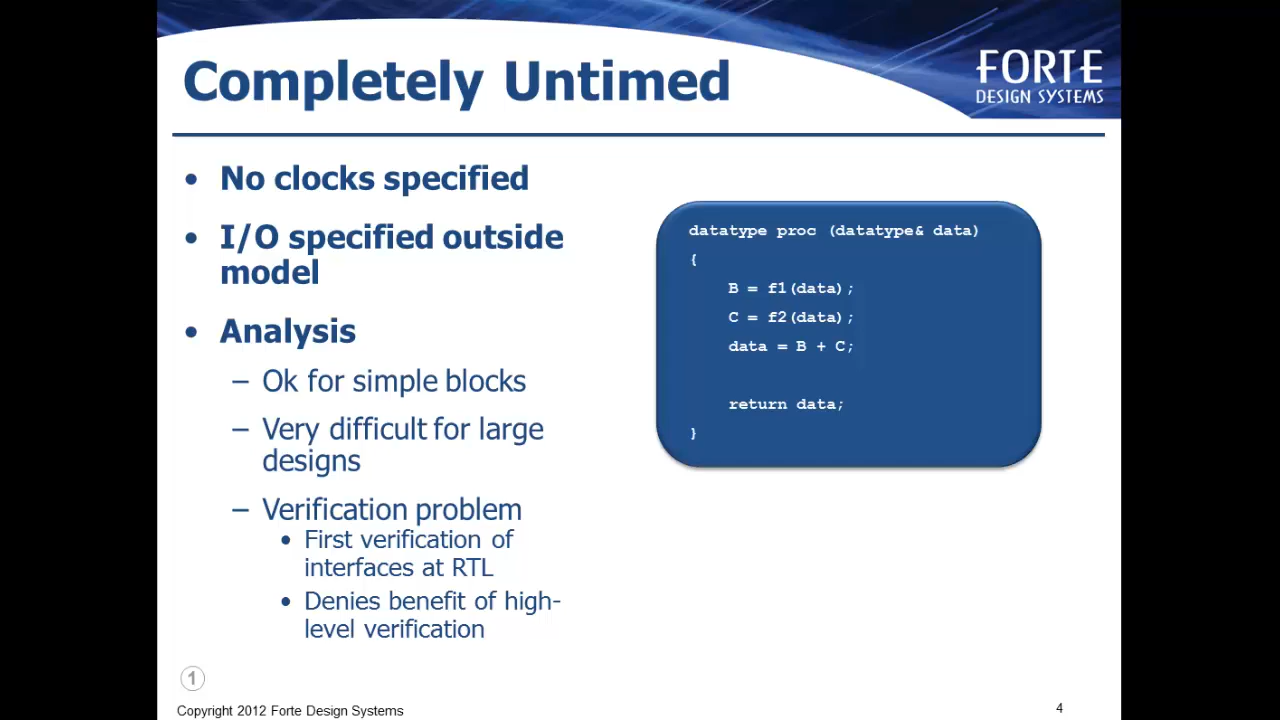 Completely Untimed
FORTE
DESIGN SYSTEMS
• No clocks specified
• I/O specified outside
model
• Analysis
– Ok for simple blocks
– Very difficult for large
designs
– Verification problem
• First verification of
interfaces at RTL
• Denies benefit of high-
level verification
datatype proc (datatype& data)
{
B = f1(data);
C = f2(data);
data = B + C;
return data;
}
1
Copyright 2012 Forte Design Systems
4